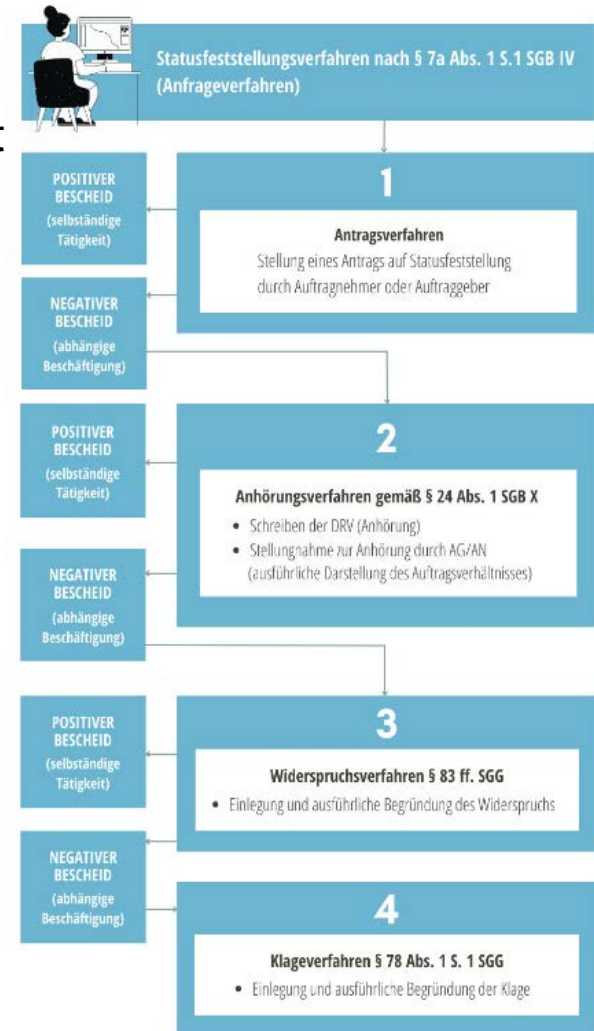 Statusfeststellungsverfahren nach § 7a Abs. 1 S.1 SGB IV
(Anfrageverfahren)
POSITIVER
BESCHEID
(selbständige
Tätigkeit)
1
Antragsverfahren
Stellung eines Antrags auf Statusfeststellung
durch Auftragnehmer oder Auftraggeber
NEGATIVER
BESCHEID
(abhängige
Beschäftigung)
POSITIVER
BESCHEID
(selbständige
Tätigkeit)
2
Anhörungsverfahren gemäß § 24 Abs. 1 SGB X
• Schreiben der DRV (Anhörung)
• Stellungnahme zur Anhörung durch AG/AN
(ausführliche Darstellung des Auftragsverhältnisses)
NEGATIVER
BESCHEID
(abhängige
Beschäftigung)
POSITIVER
BESCHEID
(selbständige
Tätigkeit)
3
Widerspruchsverfahren § 83 ff. SGG
• Einlegung und ausführliche Begründung des Widerspruchs
NEGATIVER
BESCHEID
(abhängige
Beschäftigung)
4
Klageverfahren § 78 Abs. 1 S. 1 SGG
• Einlegung und ausführliche Begründung der Klage